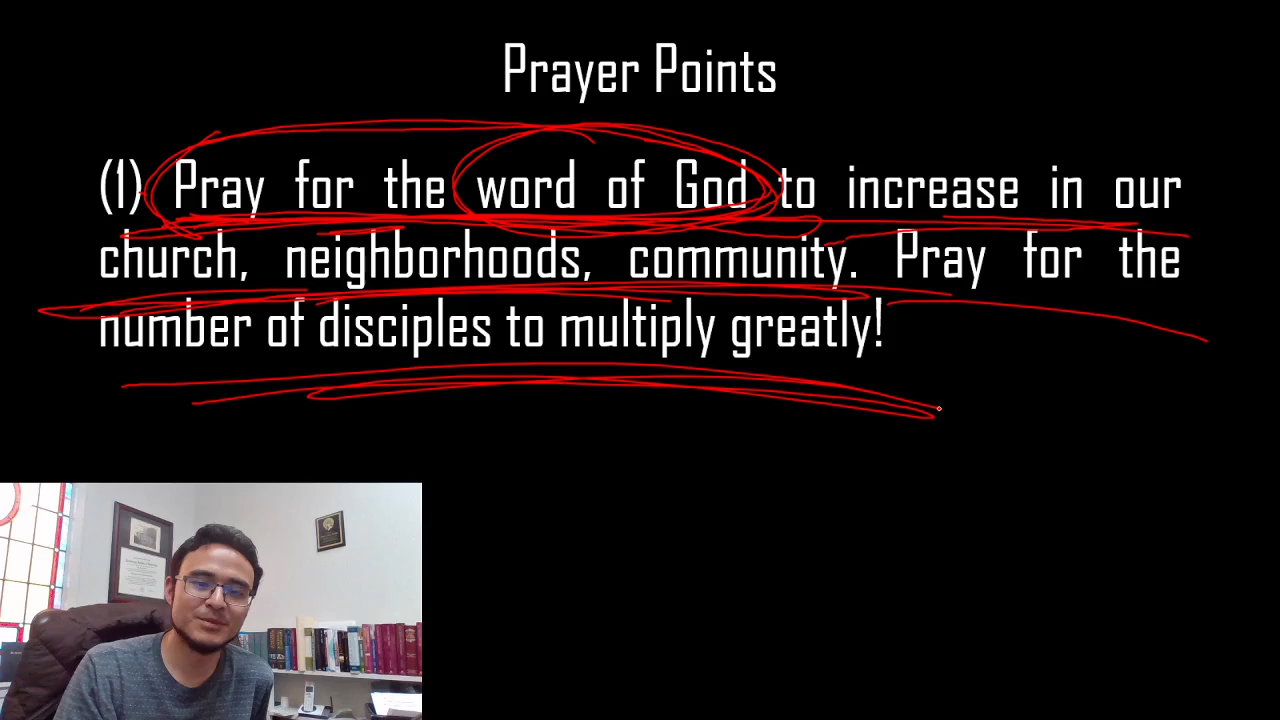 Prayer Points
(1) Pray for the word of God to increase in our
church, neighborhoods, community. Pray for the
number of disciples to multiply greatly!